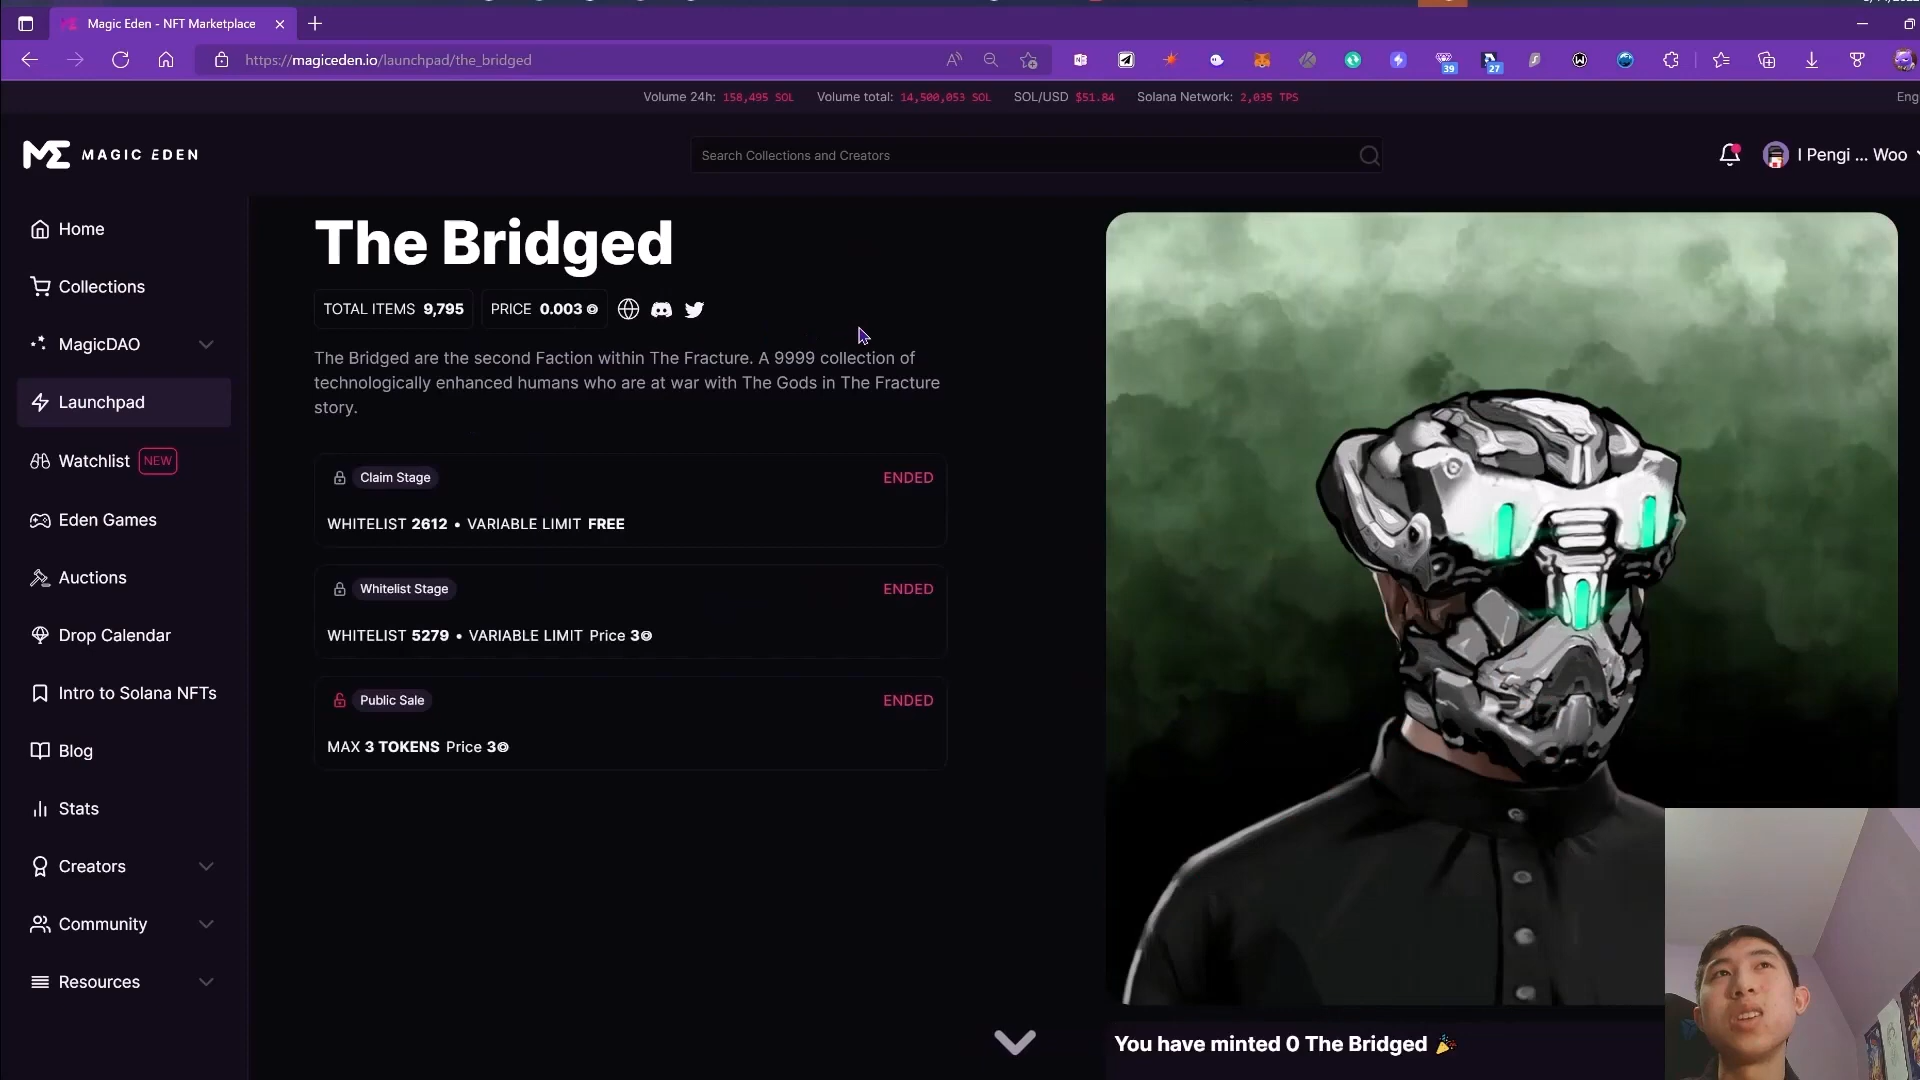 Magic Eden - NFT Marketplace
https://magiceden.io/launchpad/the_bridged
39
27
Volume 24h: 158,495 SOL Volume total: 14,500,053 SOL SOL/USD $51.84 Solana Network: 2,035 TPS
Eng
MAGIC EDEN
Search Collections and Creators
I Pengi ... Woo
Home
Collections
MagicDAO
Launchpad
Watchlist NEW
Eden Games
Auctions
Drop Calendar
Intro to Solana NFTs
Blog
Stats
Creators
Community
Resources
The Bridged
TOTAL ITEMS 9,795 PRICE 0.003
The Bridged are the second Faction within The Fracture. A 9999 collection of
technologically enhanced humans who are at war with The Gods in The Fracture
story.
Claim Stage ENDED
WHITELIST 2612 • VARIABLE LIMIT FREE
Whitelist Stage ENDED
WHITELIST 5279 • VARIABLE LIMIT Price 3
Public Sale ENDED
MAX 3 TOKENS Price 3
You have minted 0 The Bridged